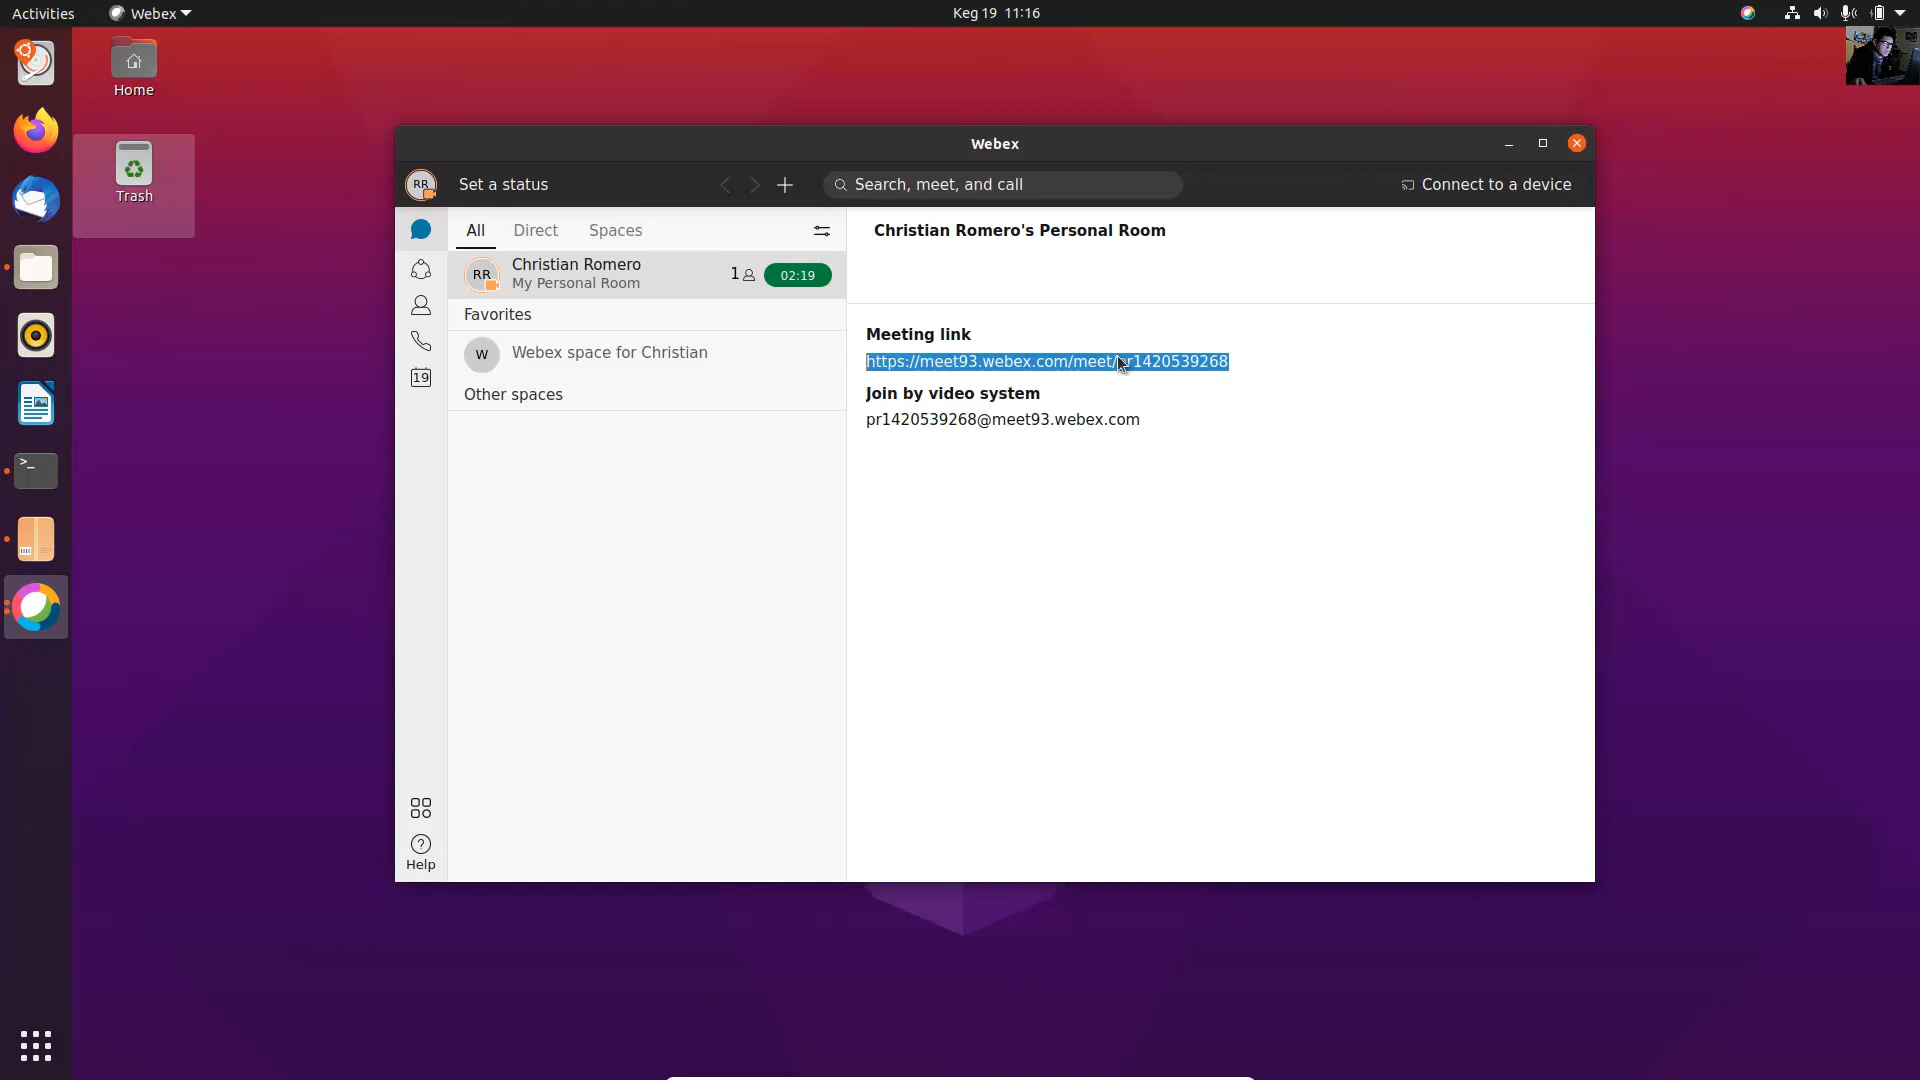 Activities
Webex
Keg 19 11:16
Home
Trash
Webex
RR
Set a status
Search, meet, and call
Connect to a device
All
Direct
Spaces
RR
Christian Romero
My Personal Room
1
02:19
Favorites
W
Webex space for Christian
Other spaces
19
Help
Christian Romero's Personal Room
Meeting link
https://meet93.webex.com/meet/pr1420539268
Join by video system
pr1420539268@meet93.webex.com